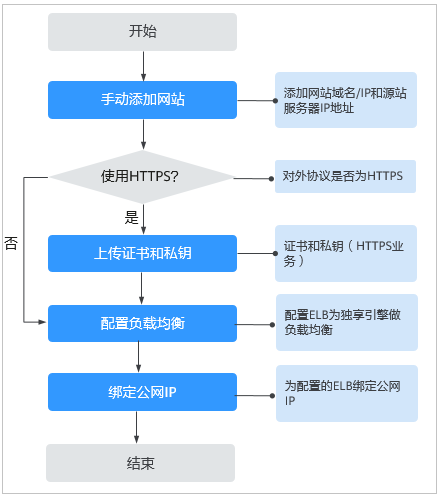 开始
手动添加网站
添加网站域名/IP和源站
服务器IP地址
使用HTTPS?
对外协议是否为HTTPS
是
否
上传证书和私钥
证书和私钥（HTTPS业
务）
配置负载均衡
配置ELB为独享引擎做
负载均衡
绑定公网IP
为配置的ELB绑定公网
IP
结束